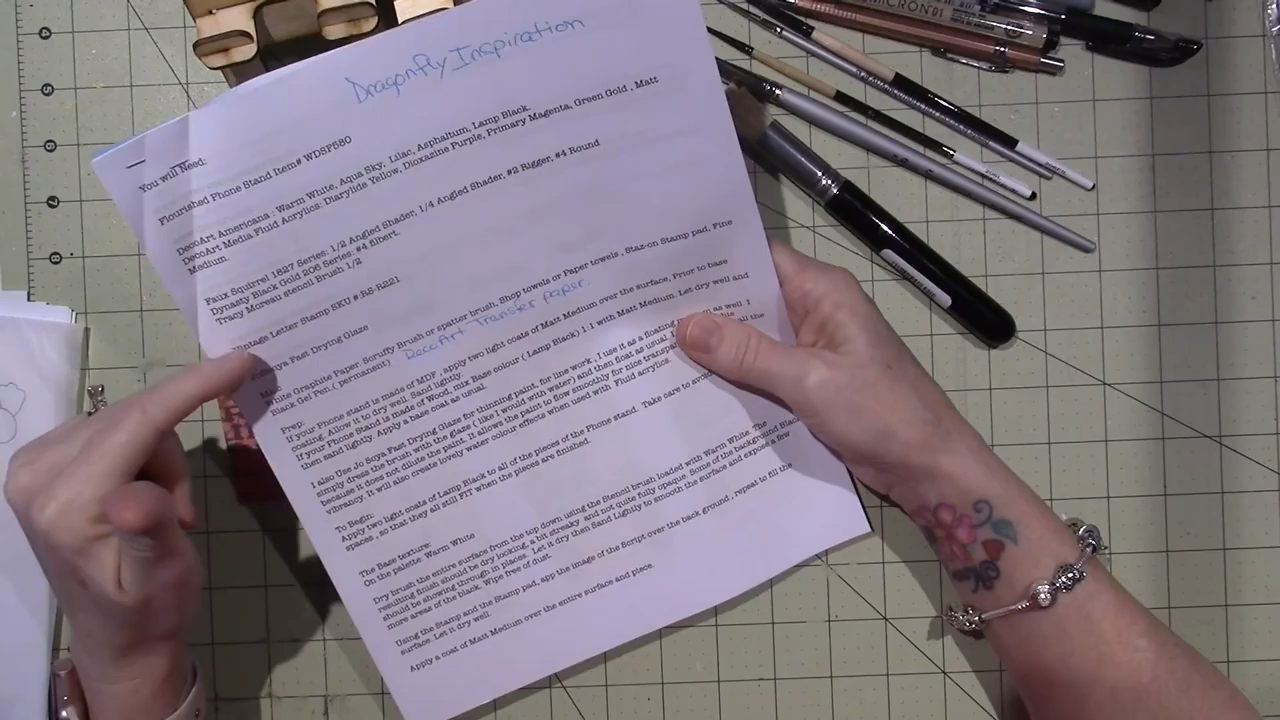 Dragonfly Inspiration
You will Need:
Flourished Phone Stand Item# WDSF580
DecoArt Americana : Warm White, Aqua Sky, Lilac, Asphaltum, Lamp Black.
DecoArt Media Fluid Acrylics: Diarylide Yellow, Dioxazine Purple, Primary Magenta, Green Gold , Matt
Medium.
Faux Squirrel 1827 Series: 1/2 Angled Shader, 1/4 Angled Shader, #2 Rigger, #4 Round
Dynasty Black Gold 206 Series: #4 filbert.
Tracy Moreau stencil Brush 1/2
Letter Stamp SKU #:RS-R221
Fast Drying Glaze
Scruffy Brush or spatter brush, Shop towels or Paper towels , Staz-on Stamp pad, Fine
White Graphite Paper.
Black Gel Pen ( permanent) DecoArt Transfer paper.
Prep:
If your Phone stand is made of MDF , apply two light coats of Matt Medium over the surface, Prior to base
coating. Allow it to dry well. Sand lightly.
If your Phone Stand is made of Wood, mix Base colour ( Lamp Black) 1:1 with Matt Medium. Let dry well and
then sand lightly. Apply a base coat as usual.
I also Use Jo Soya Fast Drying Glaze for thinning paint, for line work , I use it as a floating as well. I
simply dress the brush with the glaze ( like I would with water) and then float as usual. I
because it does not dilute the paint. It allows the paint to flow smoothly for nice all the
vibrancy. It will also create lovely water colour effects when used with Fluid acrylics.
To Begin:
Apply two light coats of Lamp Black to all of the pieces of the Phone stand. Take care to avoid
spaces , so that they all still FIT when the pieces are finished.
The Base texture:
On the palette: Warm White
Dry brush the entire surface from the top down using the Stencil brush loaded with Warm White. The
resulting finish should be dry looking, a bit streaky and not quite fully opaque. Some of the background Black
should be showing through in places. Let it dry then Sand Lightly to smooth the surface and expose a few
more areas of the black. Wipe free of dust.
Using the Stamp and the Stamp pad, app the image of the Script over the back ground , repeat to fill the
surface. Let it dry well.
Apply a coat of Matt Medium over the entire surface and piece.
MICRON 01
4
5
6
7
8